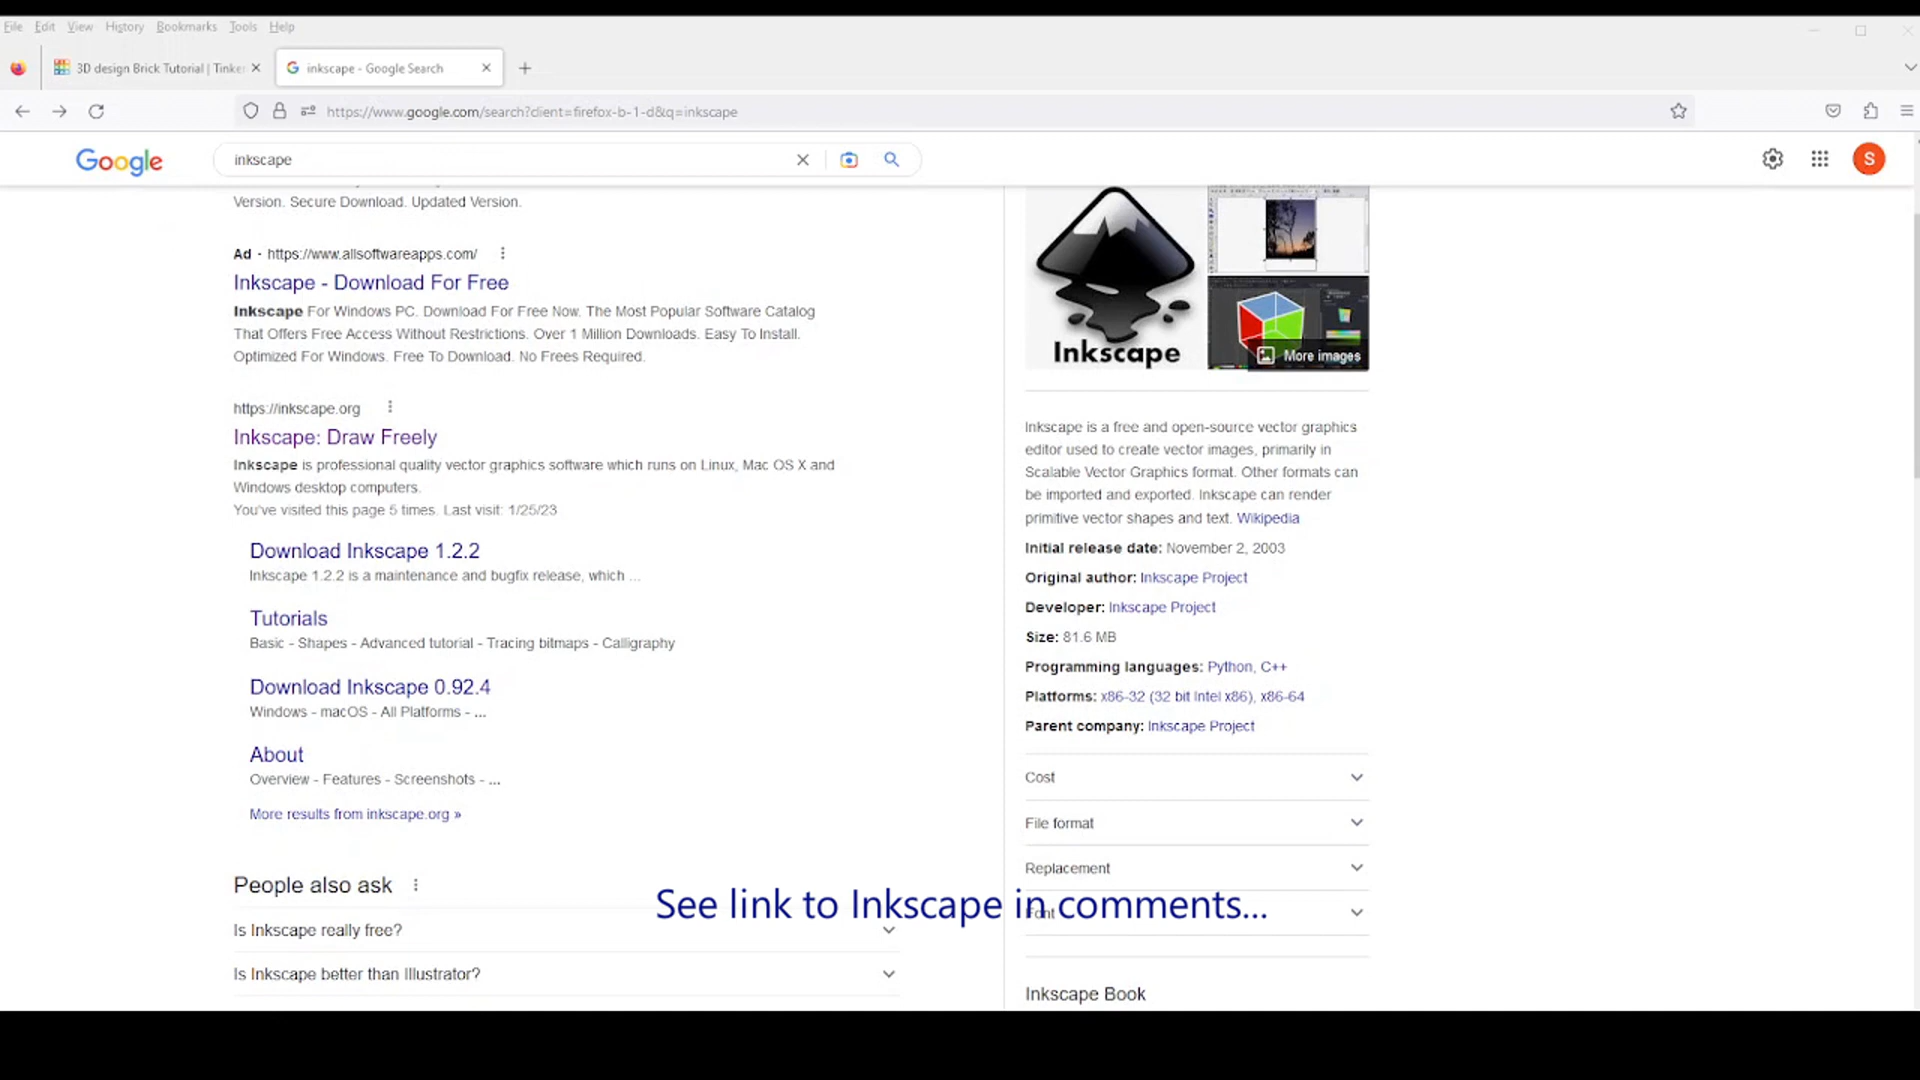 File Edit View History Bookmarks Tools Help
3D design Brick Tutorial | Tinker
inkscape - Google Search
https://www.google.com/search?client=firefox-b-1-d&q=inkscape
Google
inkscape
S
Version. Secure Download. Updated Version.
Ad · https://www.allsoftwareapps.com/
Inkscape - Download For Free
Inkscape For Windows PC. Download For Free Now. The Most Popular Software Catalog
That Offers Free Access Without Restrictions. Over 1 Million Downloads. Easy To Install.
Optimized For Windows. Free To Download. No Frees Required.
https://inkscape.org
Inkscape: Draw Freely
Inkscape is professional quality vector graphics software which runs on Linux, Mac OS X and
Windows desktop computers.
You've visited this page 5 times. Last visit: 1/25/23
Download Inkscape 1.2.2
Inkscape 1.2.2 is a maintenance and bugfix release, which ...
Tutorials
Basic - Shapes - Advanced tutorial - Tracing bitmaps - Calligraphy
Download Inkscape 0.92.4
Windows - macOS - All Platforms - ...
About
Overview - Features - Screenshots - ...
More results from inkscape.org »
People also ask
Is Inkscape really free?
Is Inkscape better than Illustrator?
Inkscape
More images
Inkscape is a free and open-source vector graphics
editor used to create vector images, primarily in
Scalable Vector Graphics format. Other formats can
be imported and exported. Inkscape can render
primitive vector shapes and text. Wikipedia
Initial release date: November 2, 2003
Original author: Inkscape Project
Developer: Inkscape Project
Size: 81.6 MB
Programming languages: Python, C++
Platforms: x86-32 (32 bit Intel x86), x86-64
Parent company: Inkscape Project
Cost
File format
Replacement
Font
Inkscape Book
See link to Inkscape in comments...